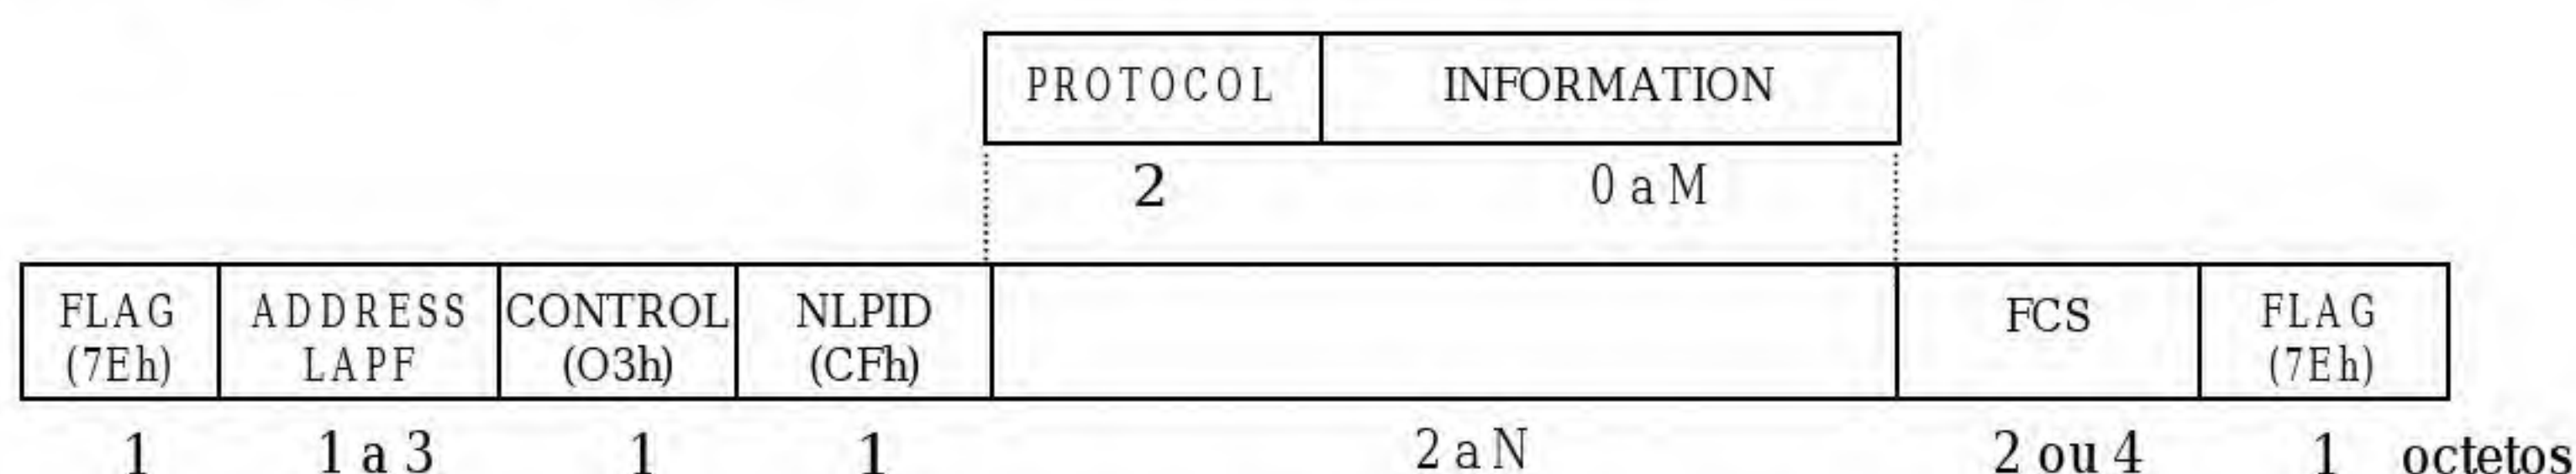 PROTOCOL INFORMATION
2 0 a M
FLAG ADDRESS CONTROL NLPID FCS FLAG
(7Eh) LAPF (O3h) (CFh) (7Eh)
1 1 a 3 1 1 2 a N 2 ou 4 1 octetos